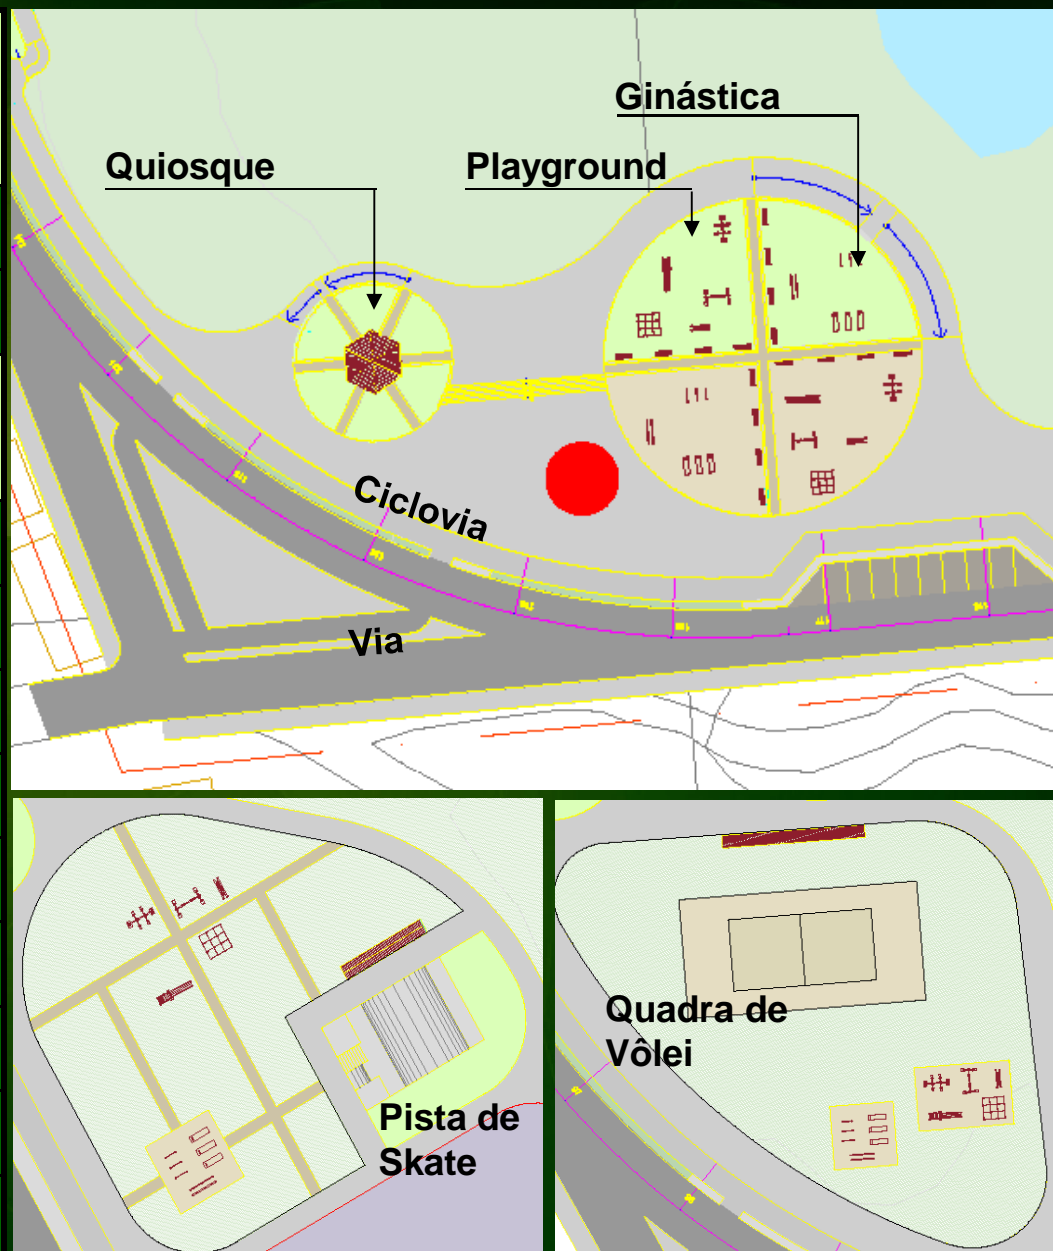 Ginástica
Quiosque
Playground
Ciclovia
Via
Quadra de
Vôlei
Pista de
Skate